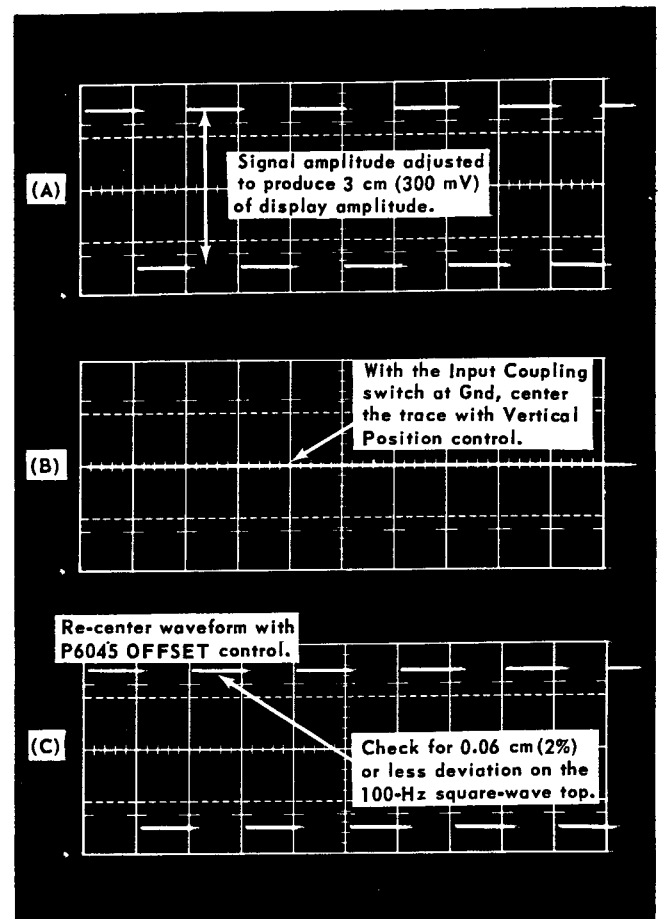 (A)
Signal amplitude adjusted
to produce 3 cm (300 mV)
of display amplitude.
(B)
With the Input Coupling
switch at Gnd, center
the trace with Vertical
Position control.
Re-center waveform with
P6045 OFFSET control.
(C)
Check for 0.06 cm (2%)
or less deviation on the
100-Hz square-wave top.